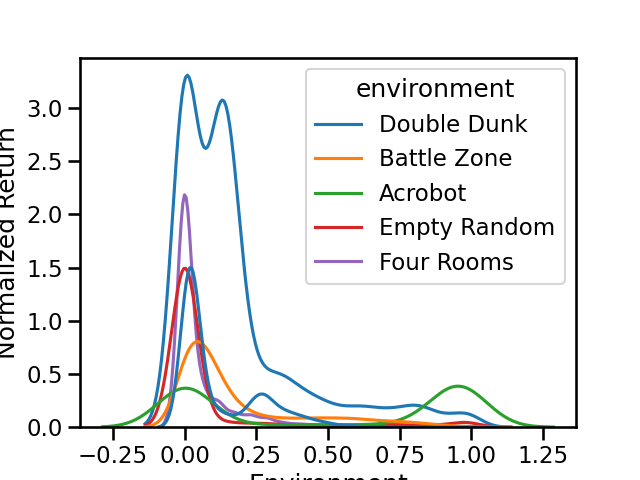 environment
Double Dunk
Battle Zone
Acrobot
Empty Random
Four Rooms
Normailized Return
3.0
2.5
2.0
1.5
1.0
0.5
0.0
−0.25 0.00 0.25 0.50 0.75 1.00 1.25
Environment